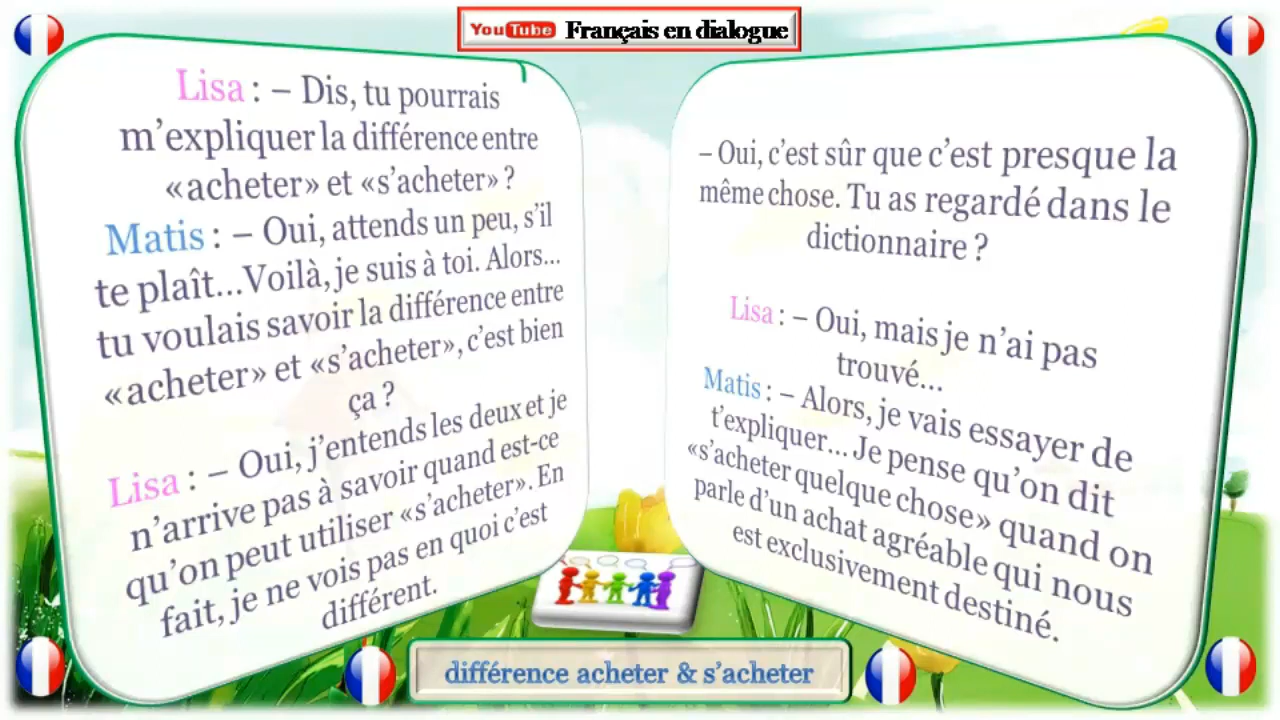 YouTube Français en dialogue
Lisa : – Dis, tu pourrais
m’expliquer la différence entre
«acheter» et «s’acheter» ?
Matis : – Oui, attends un peu, s’il
te plaît...Voilà, je suis à toi. Alors...
tu voulais savoir la différence entre
«acheter» et «s’acheter», c’est bien
ça ?
Lisa : – Oui, j’entends les deux et je
n’arrive pas à savoir quand est-ce
qu’on peut utiliser «s’acheter». En
fait, je ne vois pas en quoi c’est
différent.
– Oui, c’est sûr que c’est presque la
même chose. Tu as regardé dans le
dictionnaire ?
Lisa : – Oui, mais je n’ai pas
trouvé...
Matis : – Alors, je vais essayer de
t’expliquer... Je pense qu’on dit
«s’acheter quelque chose» quand on
parle d’un achat agréable qui nous
est exclusivement destiné.
différence acheter & s’acheter